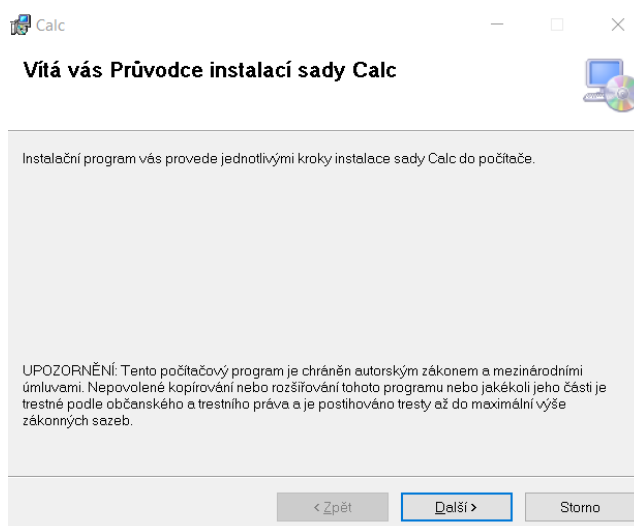 Calc
Vítá vás Průvodce instalací sady Calc
Instalační program vás provede jednotlivými kroky instalace sady Calc do počítače.
UPOZORNĚNÍ: Tento počítačový program je chráněn autorským zákonem a mezinárodními
úmluvami. Nepovolené kopírování nebo rozšiřování tohoto programu nebo jakékoli jeho části je
trestné podle občanského a trestního práva a je postihováno tresty až do maximální výše
zákonných sazeb.
< Zpět
Další >
Storno